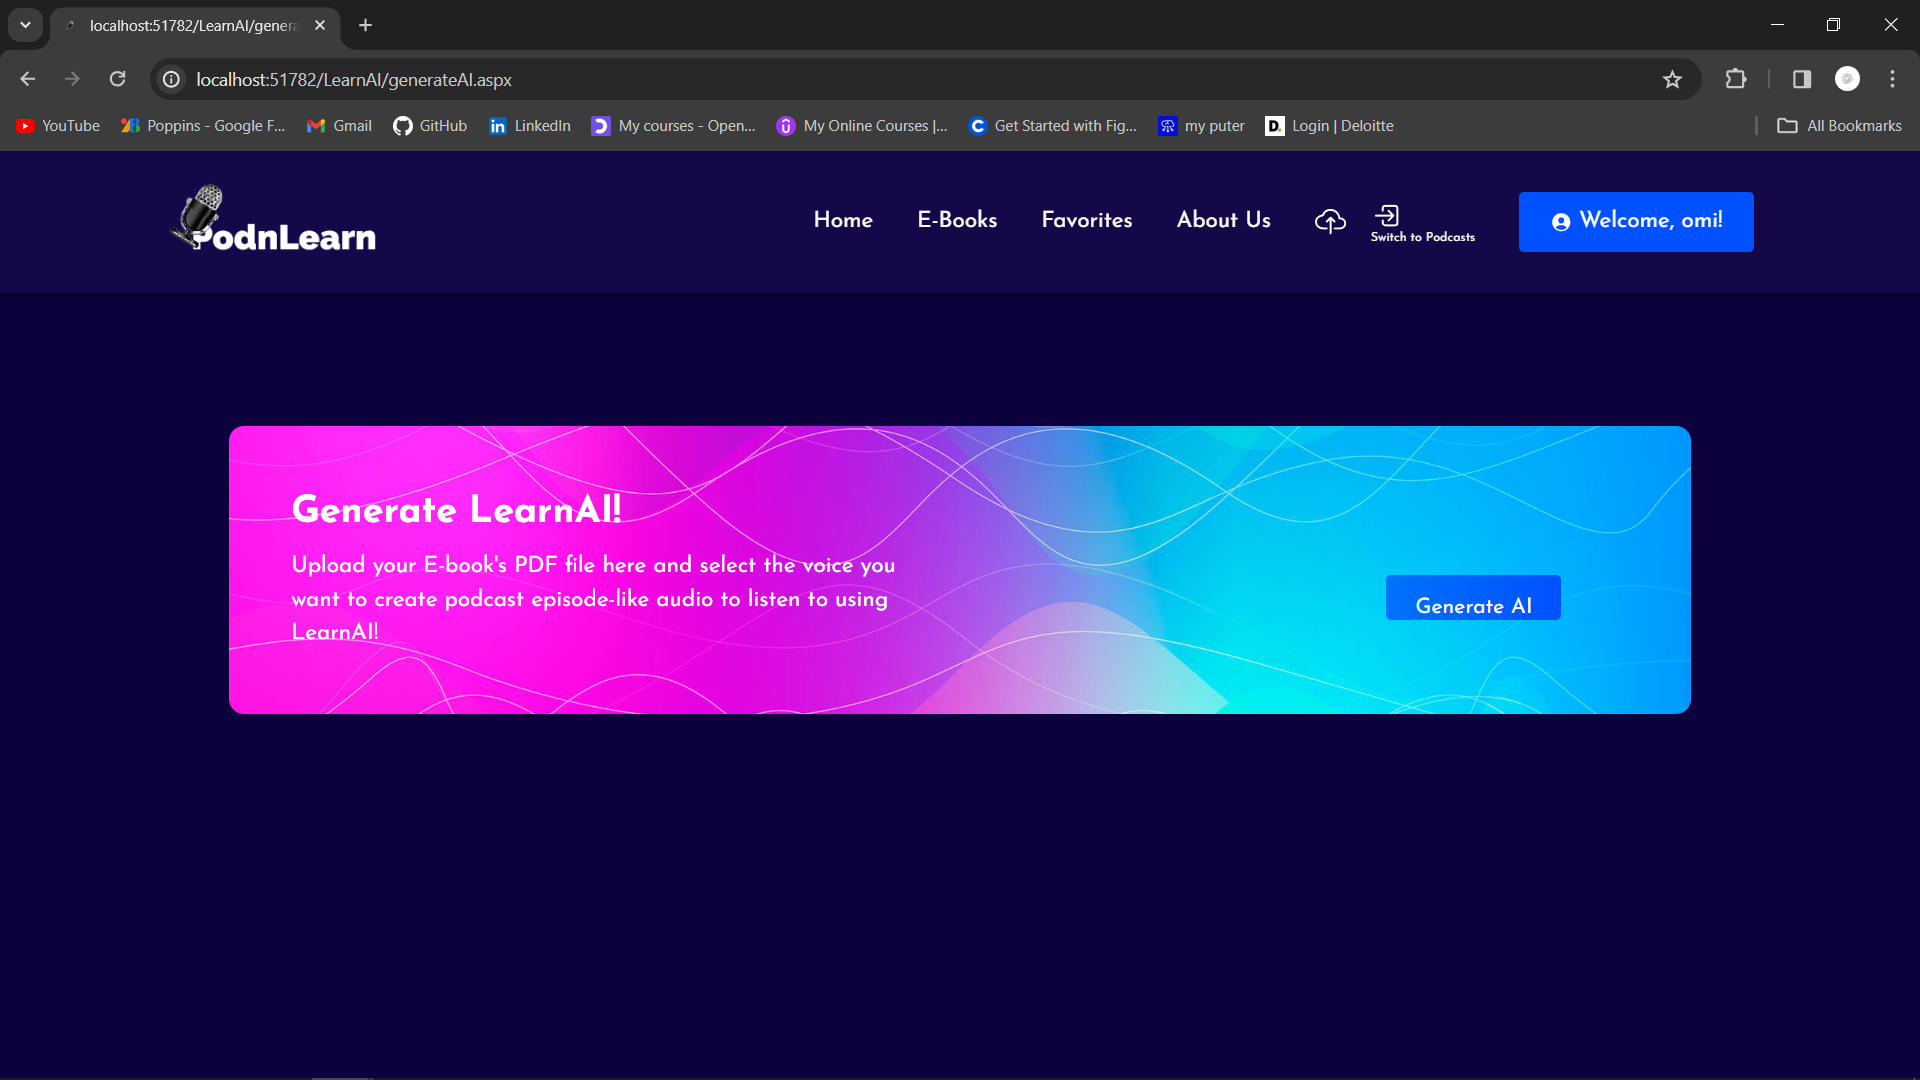 localhost:51782/LearnAI/genera
localhost:51782/LearnAI/generateAI.aspx
YouTube
Poppins - Google F...
Gmail
GitHub
LinkedIn
My courses - Open...
My Online Courses |...
Get Started with Fig...
my puter
Login | Deloitte
All Bookmarks
PodnLearn
Home
E-Books
Favorites
About Us
Switch to Podcasts
Welcome, omi!
Generate LearnAI!
Upload your E-book's PDF file here and select the voice you
want to create podcast episode-like audio to listen to using
LearnAI!
Generate AI